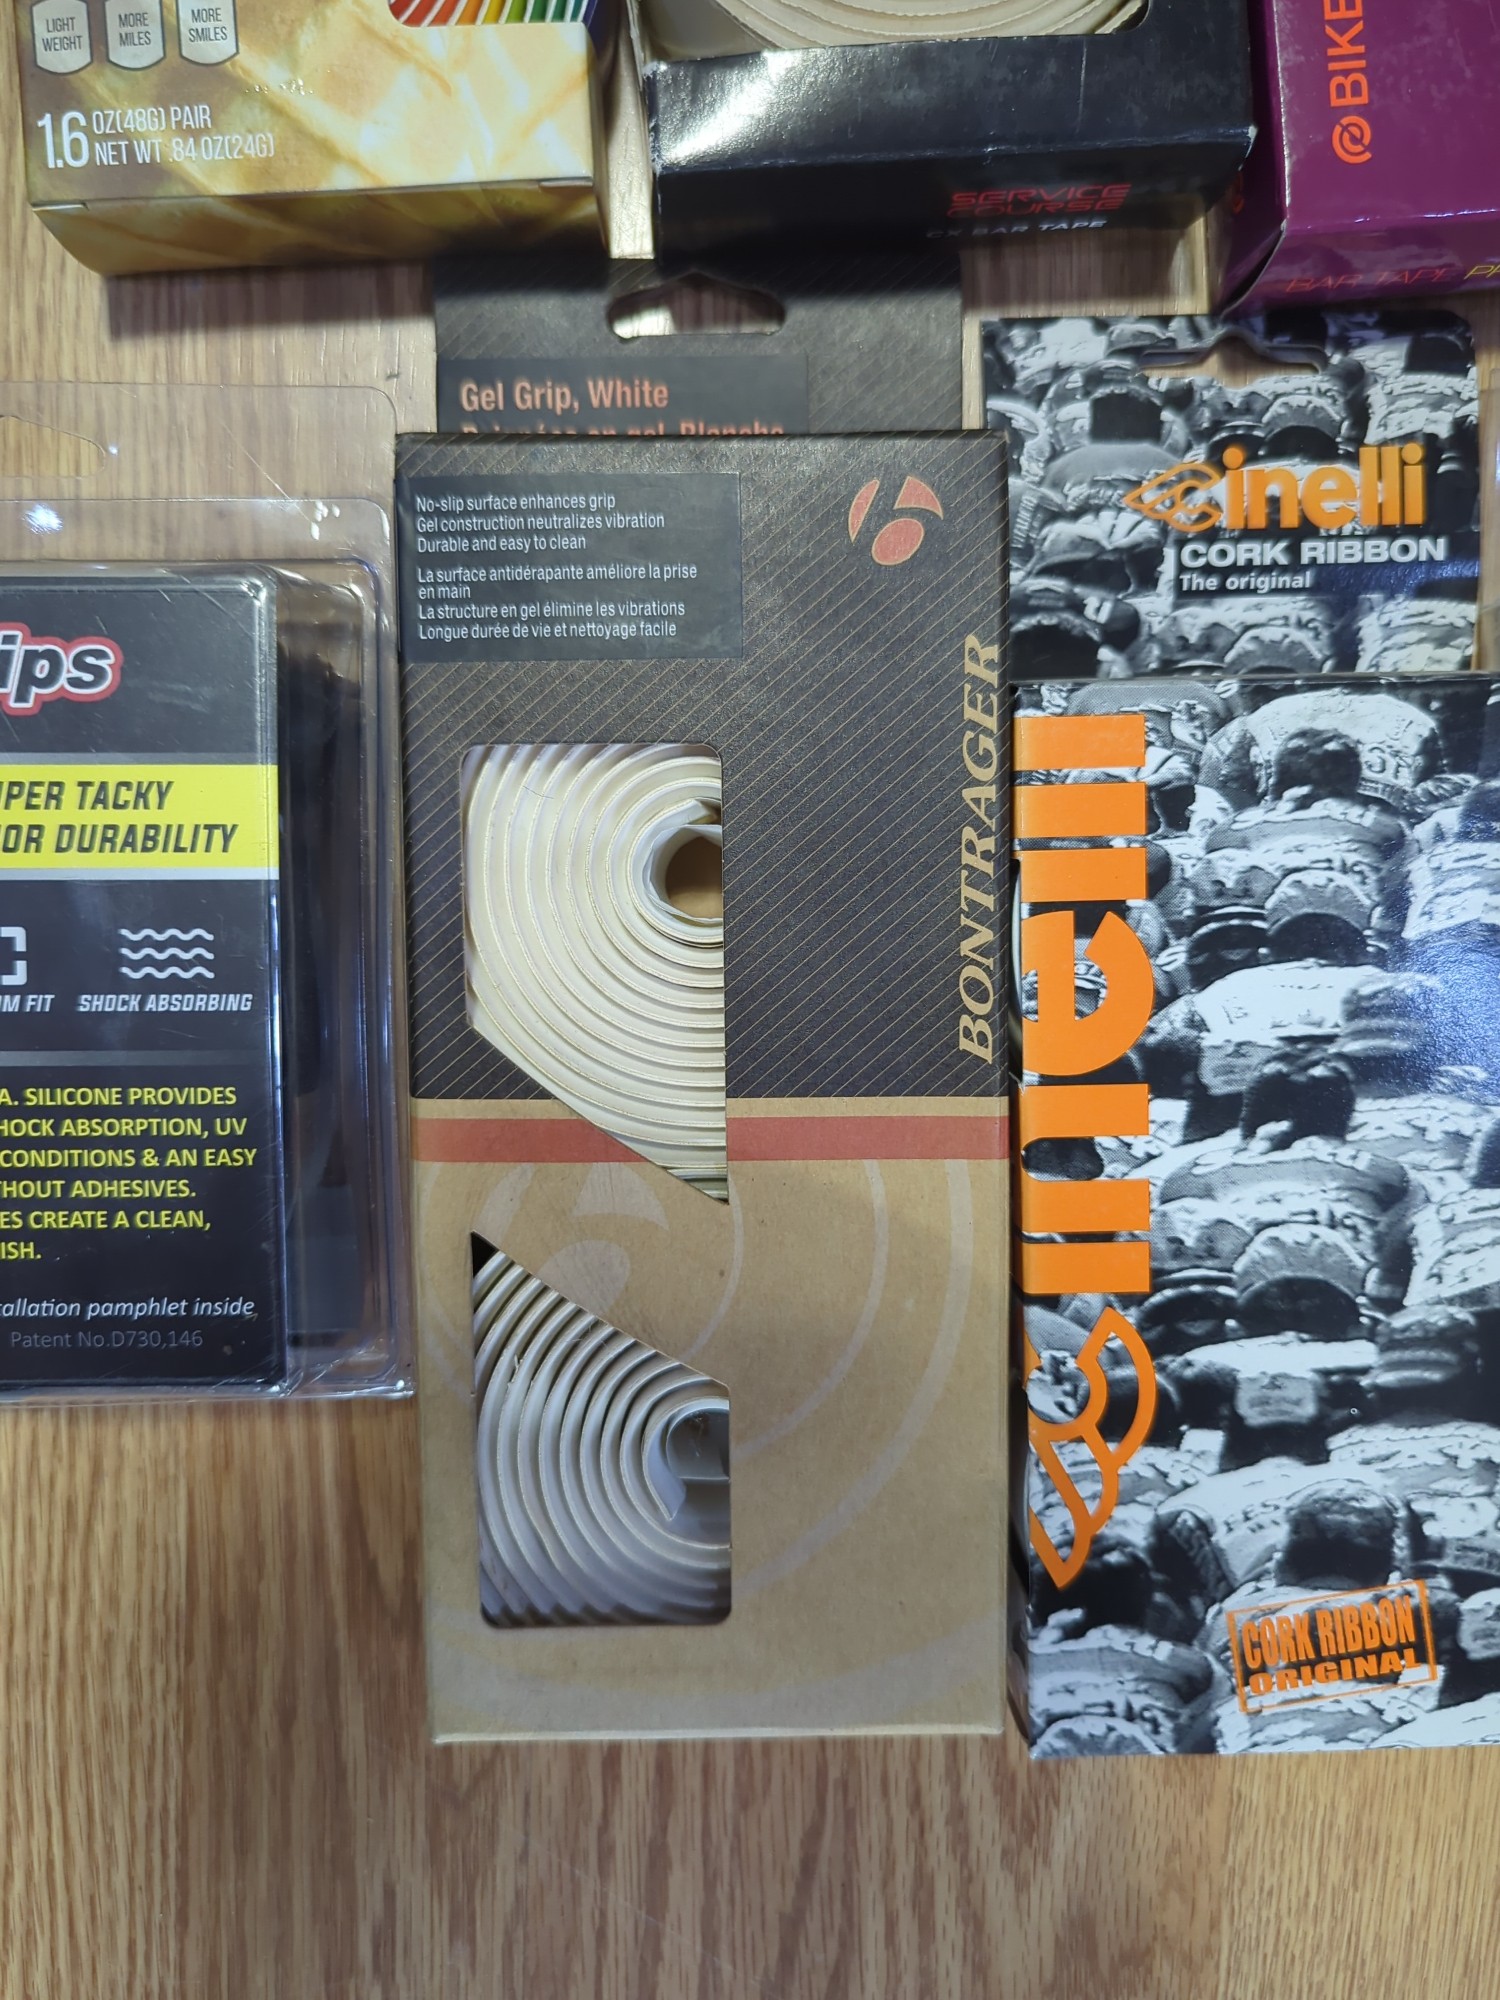 LIGHT
WEIGHT
MORE
MILES
MORE
SMILES
1.6 OZ(48G) PAIR
NET WT .84 OZ(24G)
SERVICE
COURSE
CX BAR TAPE
BIKE
BAR TAPE
Gel Grip, White
No-slip surface enhances grip
Gel construction neutralizes vibration
Durable and easy to clean
La surface antidérapante améliore la prise
en main
La structure en gel élimine les vibrations
Longue durée de vie et nettoyage facile
BONTRAGER
cinelli
CORK RIBBON
The original
cinelli
CORK RIBBON
ORIGINAL
ips
PER TACKY
OR DURABILITY
M FIT
SHOCK ABSORBING
A. SILICONE PROVIDES
HOCK ABSORPTION, UV
CONDITIONS & AN EASY
THOUT ADHESIVES.
ES CREATE A CLEAN,
ISH.
allation pamphlet inside
Patent No.D730,146